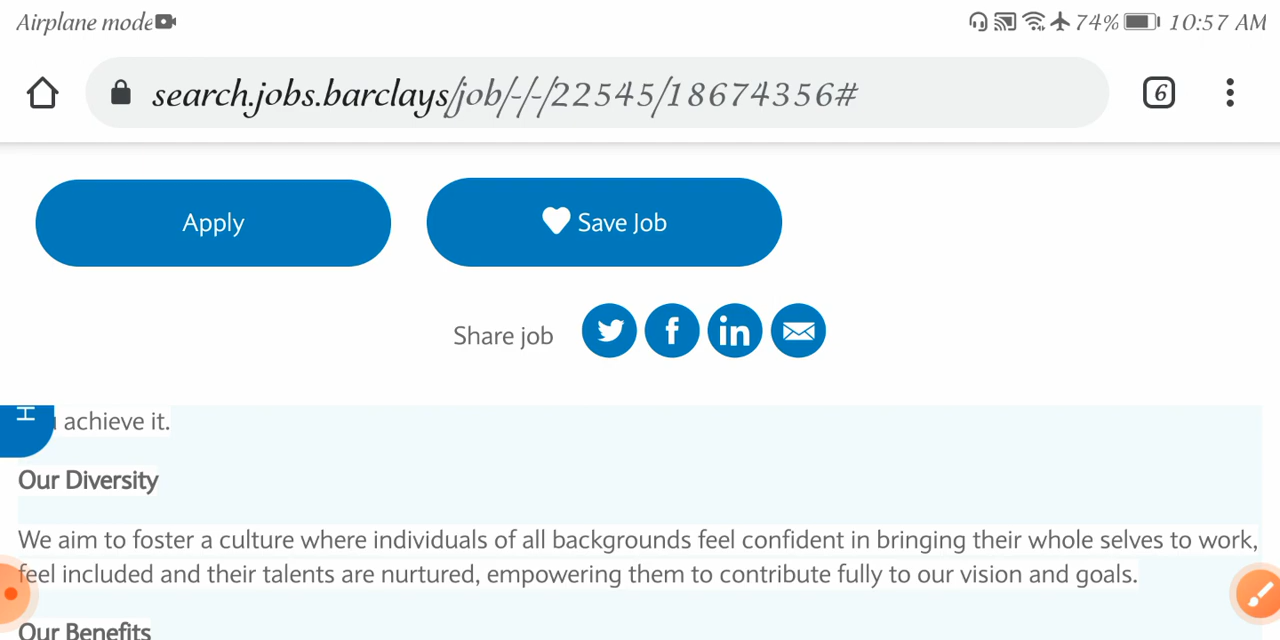 Airplane mode 74% 10:57 AM
search.jobs.barclays/job/-/-/22545/18674356# 6
Apply Save Job
Share job f in
achieve it.
Our Diversity
We aim to foster a culture where individuals of all backgrounds feel confident in bringing their whole selves to work,
feel included and their talents are nurtured, empowering them to contribute fully to our vision and goals.
Our Benefits